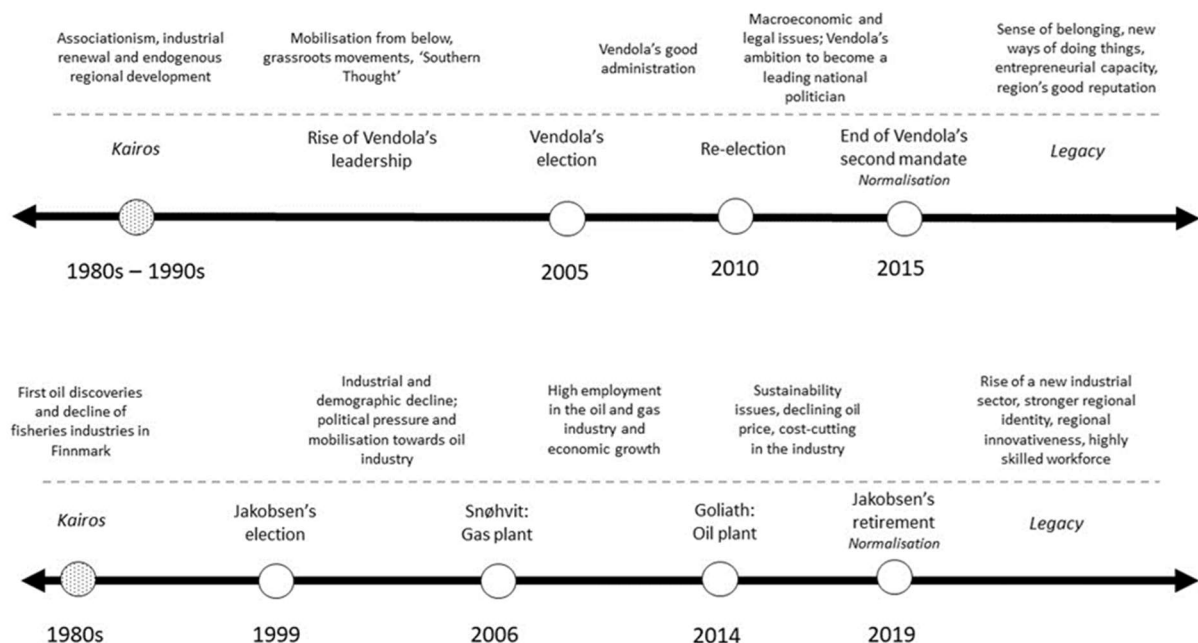 Associationism, industrial
renewal and endogenous
regional development
Mobilisation from below,
grassroots movements, ‘Southern
Thought’
Vendola’s good
administration
Macroeconomic and
legal issues; Vendola’s
ambition to become a
leading national
politician
Sense of belonging, new
ways of doing things,
entrepreneurial capacity,
region’s good reputation
Kairos
Rise of Vendola’s
leadership
Vendola’s
election
Re-election
End of Vendola’s
second mandate
Normalisation
Legacy
1980s – 1990s
2005
2010
2015
First oil discoveries
and decline of
fisheries industries in
Finnmark
Industrial and
demographic decline;
political pressure and
mobilisation towards oil
industry
High employment
in the oil and gas
industry and
economic growth
Sustainability
issues, declining oil
price, cost-cutting
in the industry
Rise of a new industrial
sector, stronger regional
identity, regional
innovativeness, highly
skilled workforce
Kairos
Jakobsen’s
election
Snøhvit:
Gas plant
Goliath:
Oil plant
Jakobsen’s
retirement
Normalisation
Legacy
1980s
1999
2006
2014
2019